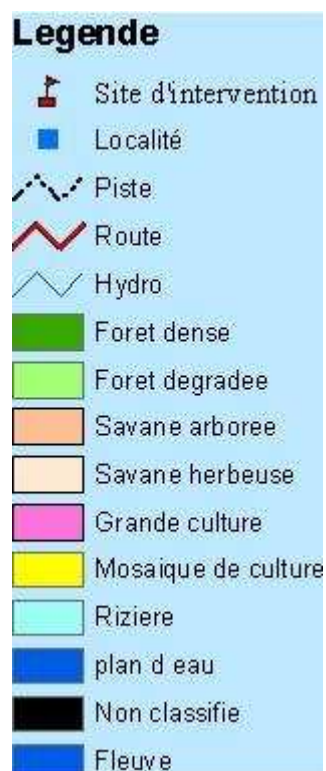 Legende
Site d'intervention
Localité
Piste
Route
Hydro
Foret dense
Foret degradee
Savane arboree
Savane herbeuse
Grande culture
Mosaique de culture
Riziere
plan d eau
Non classifie
Fleuve